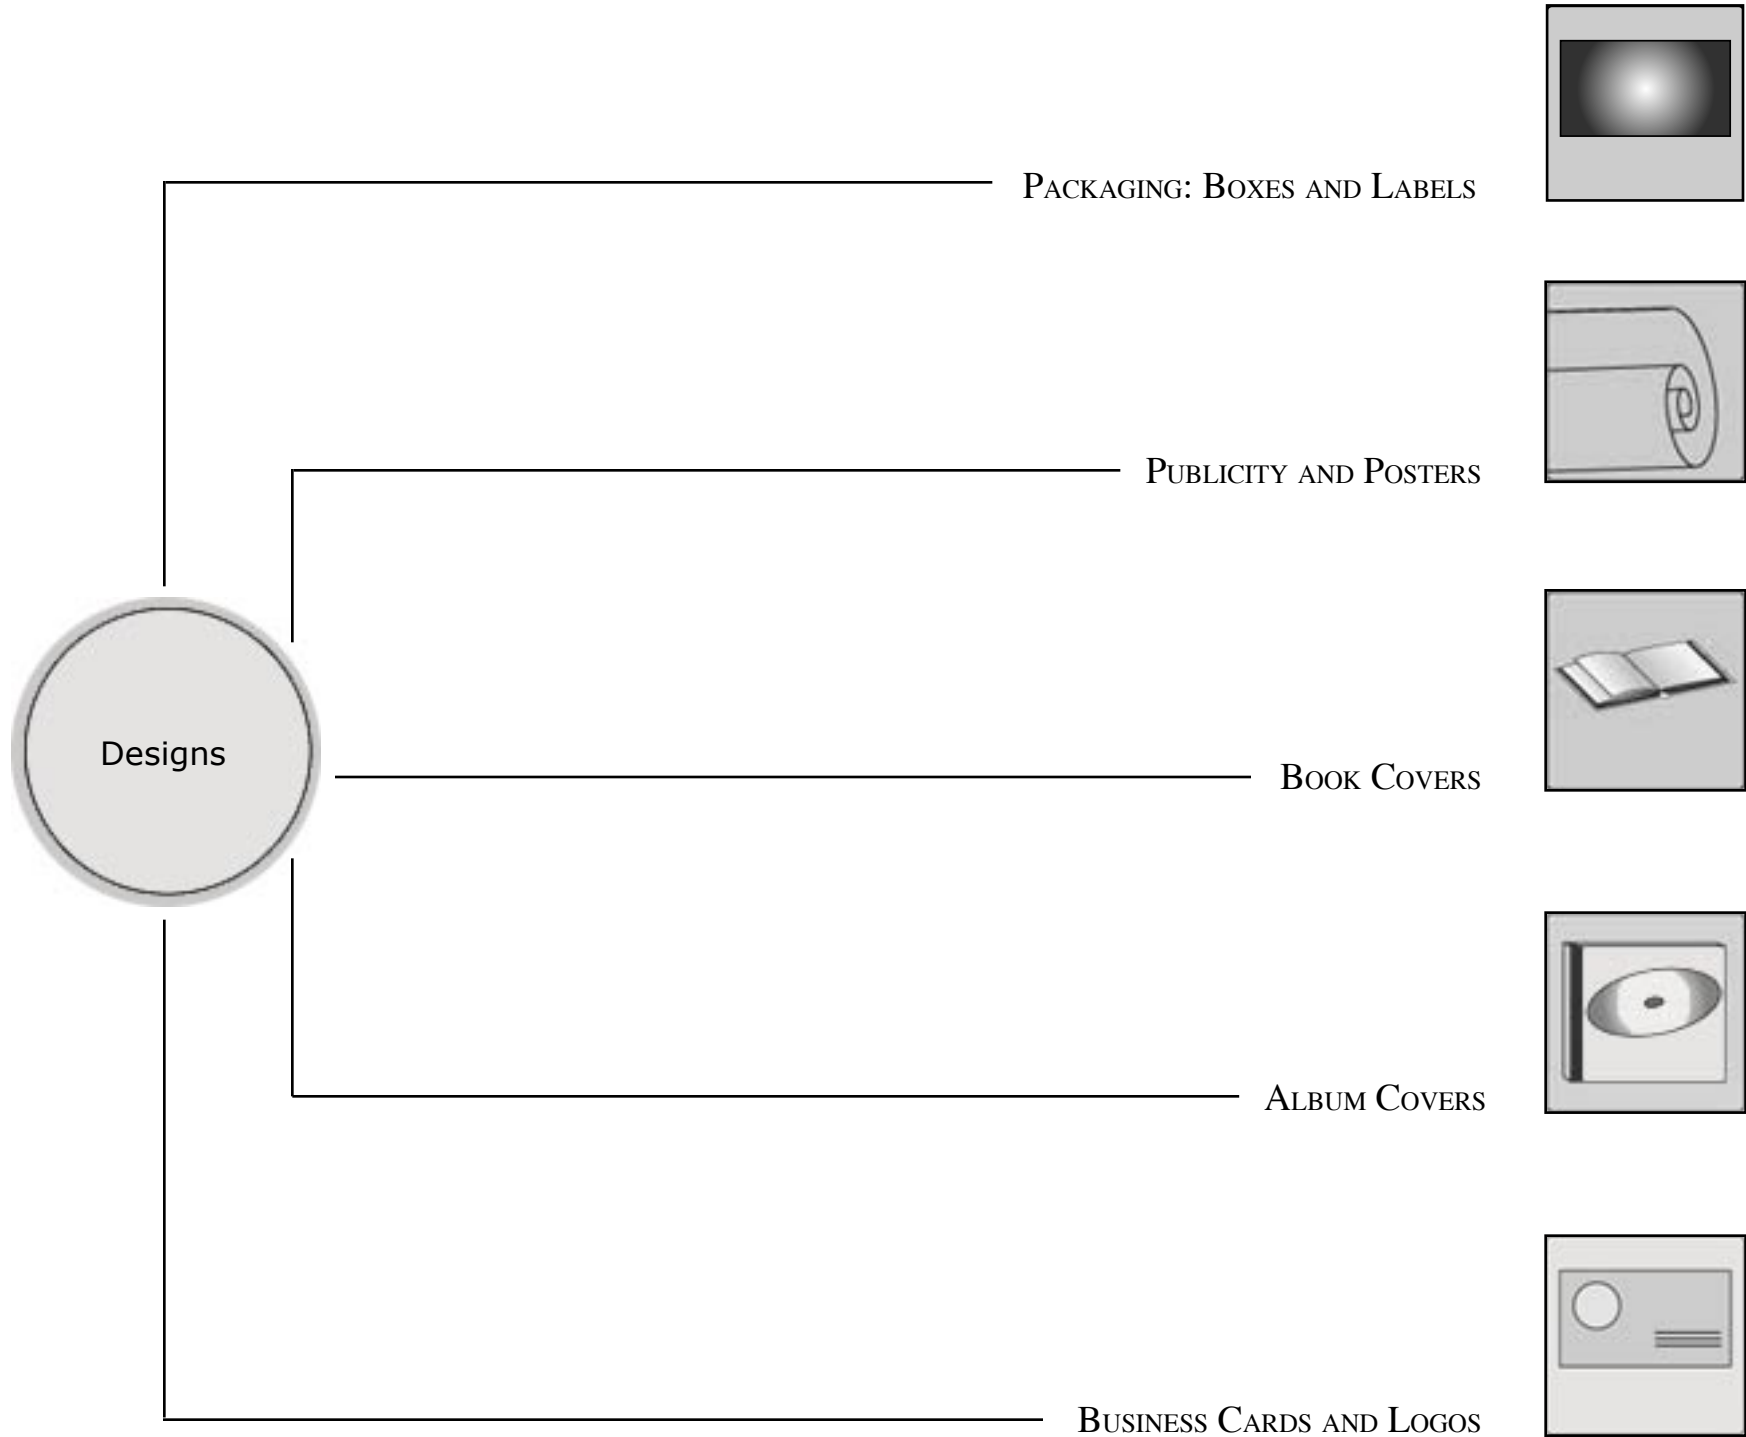 Packaging: Boxes and Labels
Publicity and Posters
Designs
Book Covers
Album Covers
Business Cards and Logos